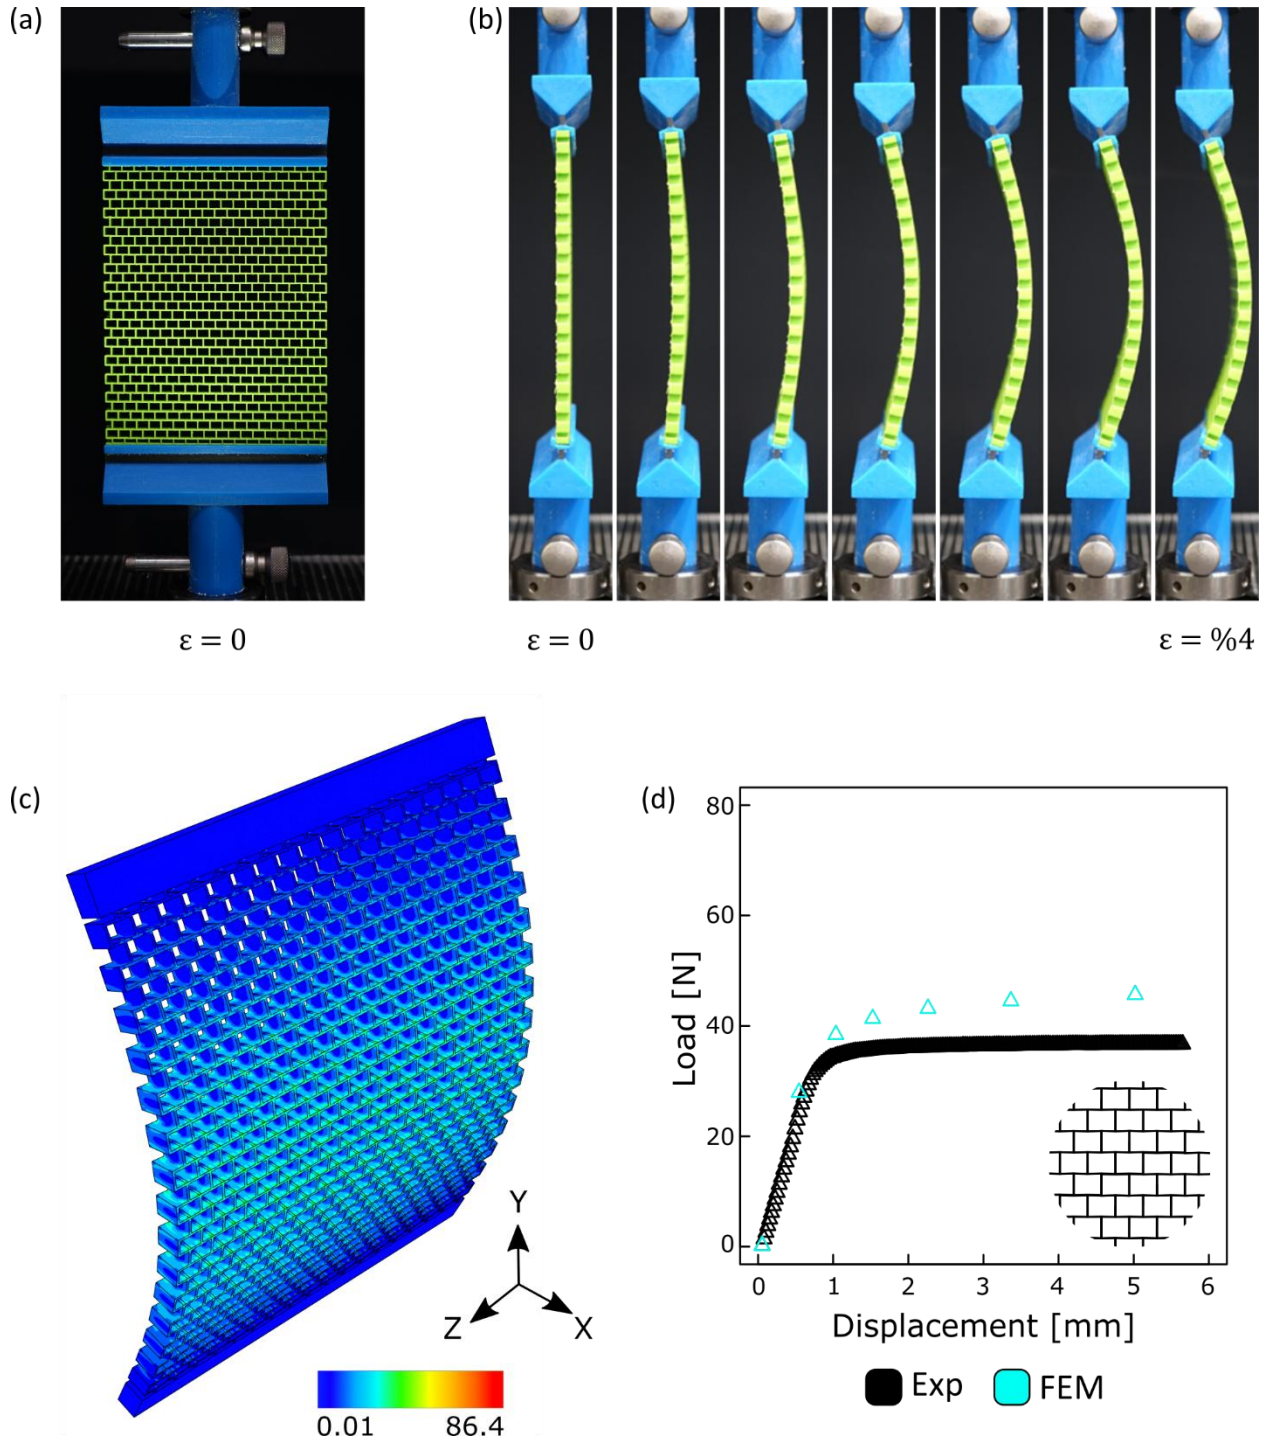 (a)
(b)
ε = 0
ε = 0
ε = %4
(c)
Y
Z
X
0.01
86.4
(d)
80
60
40
20
0
Load [N]
0 1 2 3 4 5 6
Displacement [mm]
Exp FEM